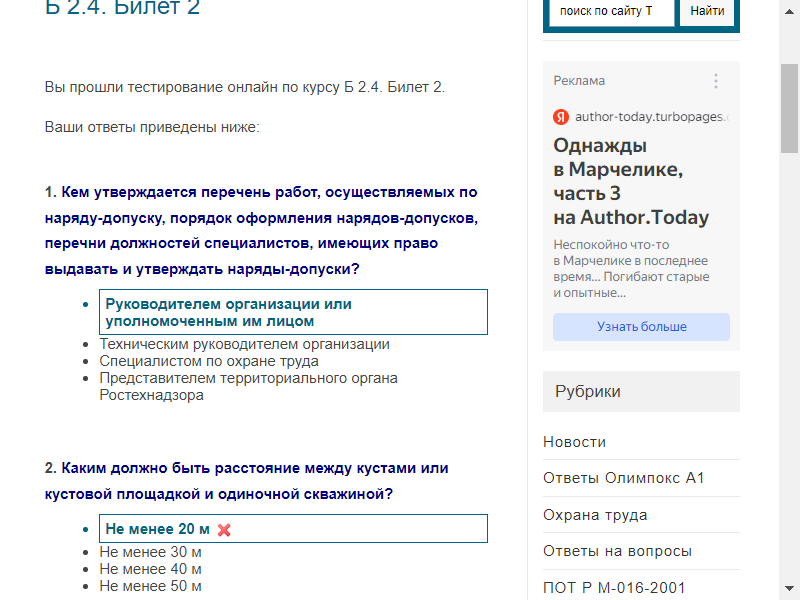 Б 2.4. Билет 2
поиск по сайту Т
Найти
Вы прошли тестирование онлайн по курсу Б 2.4. Билет 2.
Ваши ответы приведены ниже:
1. Кем утверждается перечень работ, осуществляемых по
наряду-допуску, порядок оформления нарядов-допусков,
перечни должностей специалистов, имеющих право
выдавать и утверждать наряды-допуски?
Руководителем организации или
уполномоченным им лицом
Техническим руководителем организации
Специалистом по охране труда
Представителем территориального органа
Ростехнадзора
2. Каким должно быть расстояние между кустами или
кустовой площадкой и одиночной скважиной?
Не менее 20 м
Не менее 30 м
Не менее 40 м
Не менее 50 м
Реклама
Я author-today.turbopages.
Однажды
в Марчелике,
часть 3
на Author.Today
Неспокойно что-то
в Марчелике в последнее
время... Погибают старые
и опытные...
Узнать больше
Рубрики
Новости
Ответы Олимпокс А1
Охрана труда
Ответы на вопросы
ПОТ Р М-016-2001